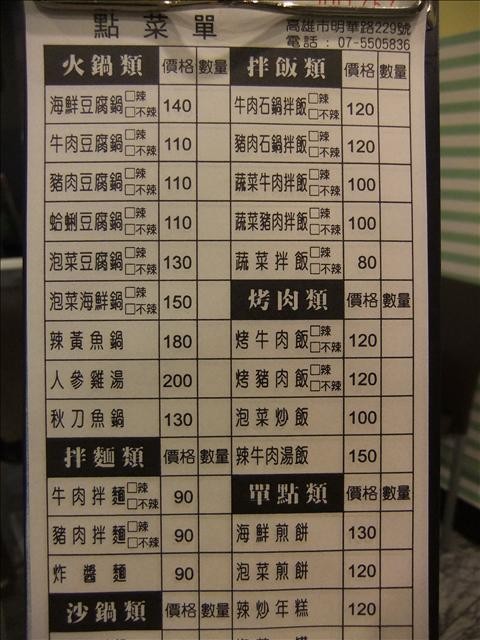 點菜單
高雄市明華路229號
電話：07-5505836
火鍋類 價格 數量
海鮮豆腐鍋 □辣 □不辣 140
牛肉豆腐鍋 □辣 □不辣 110
豬肉豆腐鍋 □辣 □不辣 110
蛤蜊豆腐鍋 □辣 □不辣 110
泡菜豆腐鍋 □辣 □不辣 130
泡菜海鮮鍋 □辣 □不辣 150
辣黃魚鍋 180
人參雞湯 200
秋刀魚鍋 130
拌麵類 價格 數量
牛肉拌麵 □辣 □不辣 90
豬肉拌麵 □辣 □不辣 90
炸醬麵 90
沙鍋類 價格 數量
拌飯類 價格 數量
牛肉石鍋拌飯 □辣 □不辣 120
豬肉石鍋拌飯 □辣 □不辣 120
蔬菜牛肉拌飯 □辣 □不辣 100
蔬菜豬肉拌飯 □辣 □不辣 100
蔬菜拌飯 □辣 □不辣 80
烤肉類 價格 數量
烤牛肉飯 □辣 □不辣 120
烤豬肉飯 □辣 □不辣 120
泡菜炒飯 100
辣牛肉湯飯 150
單點類 價格 數量
海鮮煎餅 130
泡菜煎餅 120
辣炒年糕 120